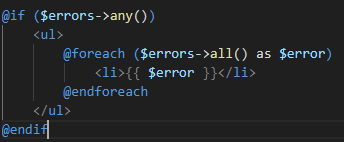 @if ($errors->any())
    <ul>
        @foreach ($errors->all() as $error)
            <li>{{ $error }}</li>
        @endforeach
    </ul>
@endif